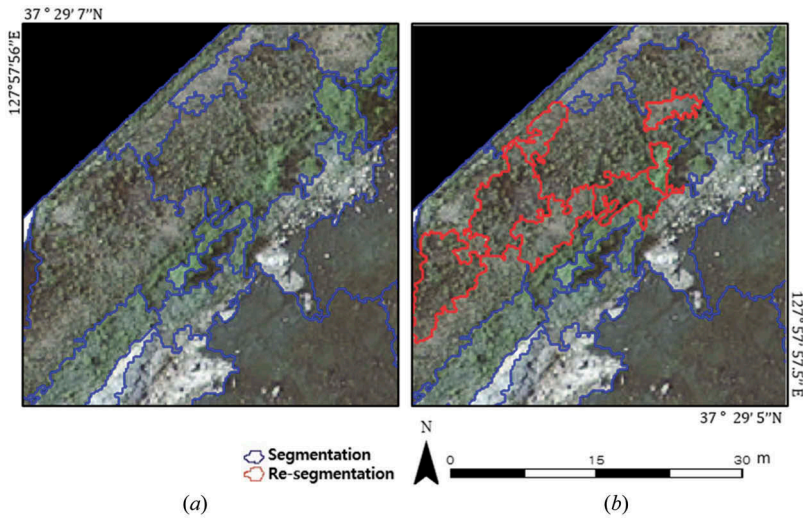 37 ° 29 ′ 7″
127° 57′56″E
127° 57′ 57.5″E
37 ° 29 ′ 5″N
Segmentation
Re-segmentation
N
0 15 30 m
(a) (b)